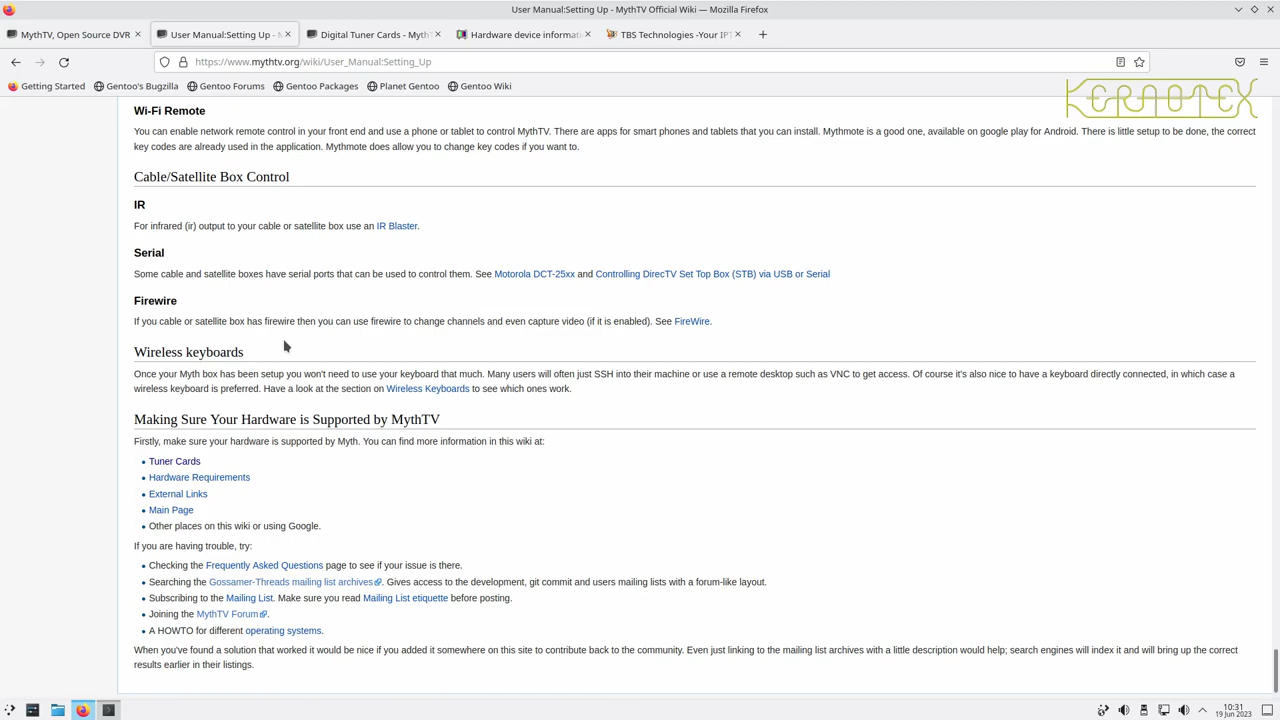 User Manual:Setting Up - MythTV Official Wiki — Mozilla Firefox
MythTV, Open Source DVR
User Manual:Setting Up - M
Digital Tuner Cards - MythT
Hardware device informat
TBS Technologies -Your IPT
https://www.mythtv.org/wiki/User_Manual:Setting_Up
Getting Started
Gentoo's Bugzilla
Gentoo Forums
Gentoo Packages
Planet Gentoo
Gentoo Wiki
KERNOTEX
Wi-Fi Remote
You can enable network remote control in your front end and use a phone or tablet to control MythTV. There are apps for smart phones and tablets that you can install. Mythmote is a good one, available on google play for Android. There is little setup to be done, the correct
key codes are already used in the application. Mythmote does allow you to change key codes if you want to.
Cable/Satellite Box Control
IR
For infrared (ir) output to your cable or satellite box use an IR Blaster.
Serial
Some cable and satellite boxes have serial ports that can be used to control them. See Motorola DCT-25xx and Controlling DirecTV Set Top Box (STB) via USB or Serial
Firewire
If you cable or satellite box has firewire then you can use firewire to change channels and even capture video (if it is enabled). See FireWire.
Wireless keyboards
Once your Myth box has been setup you won't need to use your keyboard that much. Many users will often just SSH into their machine or use a remote desktop such as VNC to get access. Of course it's also nice to have a keyboard directly connected, in which case a
wireless keyboard is preferred. Have a look at the section on Wireless Keyboards to see which ones work.
Making Sure Your Hardware is Supported by MythTV
Firstly, make sure your hardware is supported by Myth. You can find more information in this wiki at:
• Tuner Cards
• Hardware Requirements
• External Links
• Main Page
• Other places on this wiki or using Google.
If you are having trouble, try:
• Checking the Frequently Asked Questions page to see if your issue is there.
• Searching the Gossamer-Threads mailing list archives. Gives access to the development, git commit and users mailing lists with a forum-like layout.
• Subscribing to the Mailing List. Make sure you read Mailing List etiquette before posting.
• Joining the MythTV Forum.
• A HOWTO for different operating systems.
When you've found a solution that worked it would be nice if you added it somewhere on this site to contribute back to the community. Even just linking to the mailing list archives with a little description would help; search engines will index it and will bring up the correct
results earlier in their listings.
10:31
19 Jun 2023